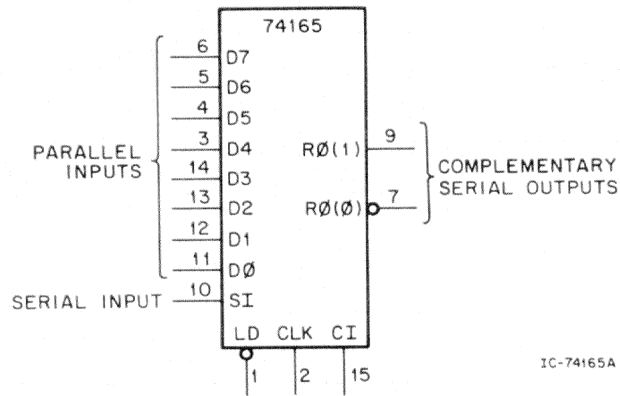 74165
6 D7
5 D6
4 D5
3 D4
14 D3
13 D2
12 D1
11 DØ
10 SI
PARALLEL
INPUTS
SERIAL INPUT
RØ(1) 9
RØ(Ø) 7
COMPLEMENTARY
SERIAL OUTPUTS
LD CLK CI
1 2 15
IC-74165A